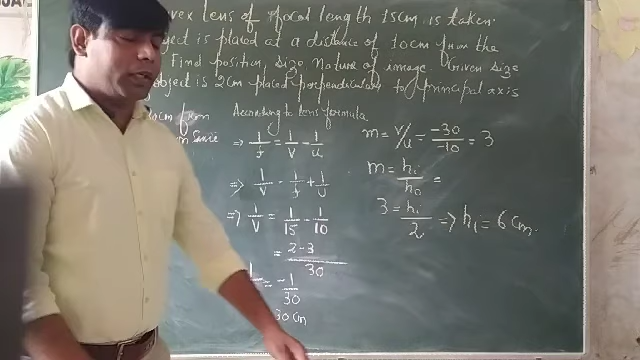 vex Lens of focal length 15cm is taken.
ject is placed at a distance of 10cm from the
Find position, size nature of image. Given size
object is 2cm placed perpendicular to principal axis
cm from
According to Lens formula
⇒ 1/f = 1/v - 1/u
⇒ 1/v = 1/f + 1/u
⇒ 1/v = 1/15 - 1/10
= 2-3/30
= -1/30
30 cm
m = v/u = -30/-10 = 3
m = hi/ho =
3 = hi/2 ⇒ hi = 6 cm.